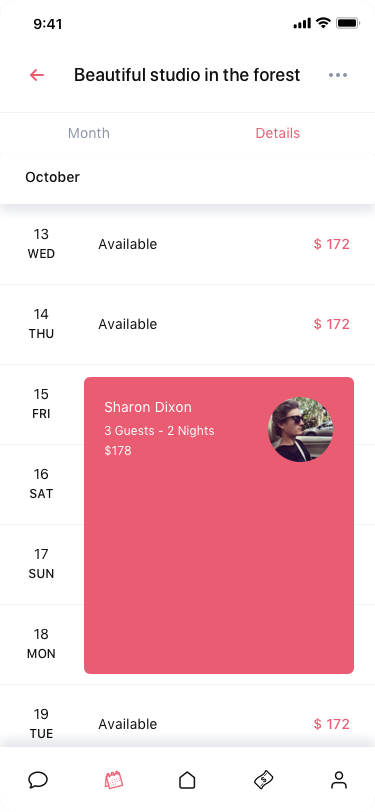 9:41
Beautiful studio in the forest
Month
Details
October
13
WED
Available
$ 172
14
THU
Available
$ 172
15
FRI
Sharon Dixon
3 Guests - 2 Nights
$178
16
SAT
17
SUN
18
MON
19
TUE
Available
$ 172